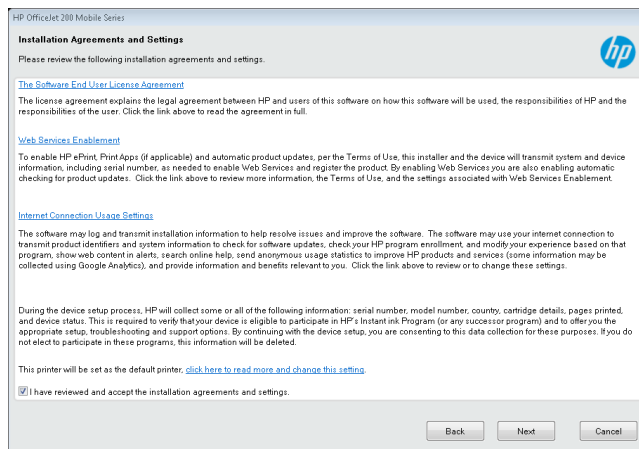 HP OfficeJet 200 Mobile Series
Installation Agreements and Settings
Please review the following installation agreements and settings.
hp
The Software End User License Agreement
The license agreement explains the legal agreement between HP and users of this software on how this software will be used, the responsibilities of HP and the
responsibilities of the user. Click the link above to read the agreement in full.
Web Services Enablement
To enable HP ePrint, Print Apps (if applicable) and automatic product updates, per the Terms of Use, this installer and the device will transmit system and device
information, including serial number, as needed to enable Web Services and register the product. By enabling Web Services you are also enabling automatic
checking for product updates. Click the link above to review more information, the Terms of Use, and the settings associated with Web Services Enablement.
Internet Connection Usage Settings
The software may log and transmit installation information to help resolve issues and improve the software. The software may use your internet connection to
transmit product identifiers and system information to check for software updates, check your HP program enrollment, and modify your experience based on that
program, show web content in alerts, search online help, send anonymous usage statistics to improve HP products and services (some information may be
collected using Google Analytics), and provide information and benefits relevant to you. Click the link above to review or to change these settings.
During the device setup process, HP will collect some or all of the following information: serial number, model number, country, cartridge details, pages printed,
and device status. This is required to verify that your device is eligible to participate in HP's Instant ink Program (or any successor program) and to offer you the
appropriate setup, troubleshooting and support options. By continuing with the device setup, you are consenting to this data collection for these purposes. If you do
not elect to participate in these programs, this information will be deleted.
This printer will be set as the default printer, click here to read more and change this setting.
I have reviewed and accept the installation agreements and settings.
Back
Next
Cancel